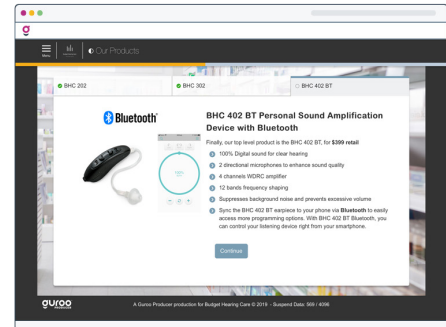 Menu
Our Products
BHC 202
BHC 302
BHC 402 BT
Bluetooth
BHC 402 BT Personal Sound Amplification
Device with Bluetooth
Finally, our top level product is the BHC 402 BT, for $399 retail
100% Digital sound for clear hearing
2 directional microphones to enhance sound quality
4 channels WDRC amplifier
12 bands frequency shaping
Suppresses background noise and prevents excessive volume
Sync the BHC 402 BT earpiece to your phone via Bluetooth to easily
access more programming options. With BHC 402 BT Bluetooth, you
can control your listening device right from your smartphone.
Continue
guroo
A Guroo Producer production for Budget Hearing Care © 2019 - Suspend Data: 569 / 4096